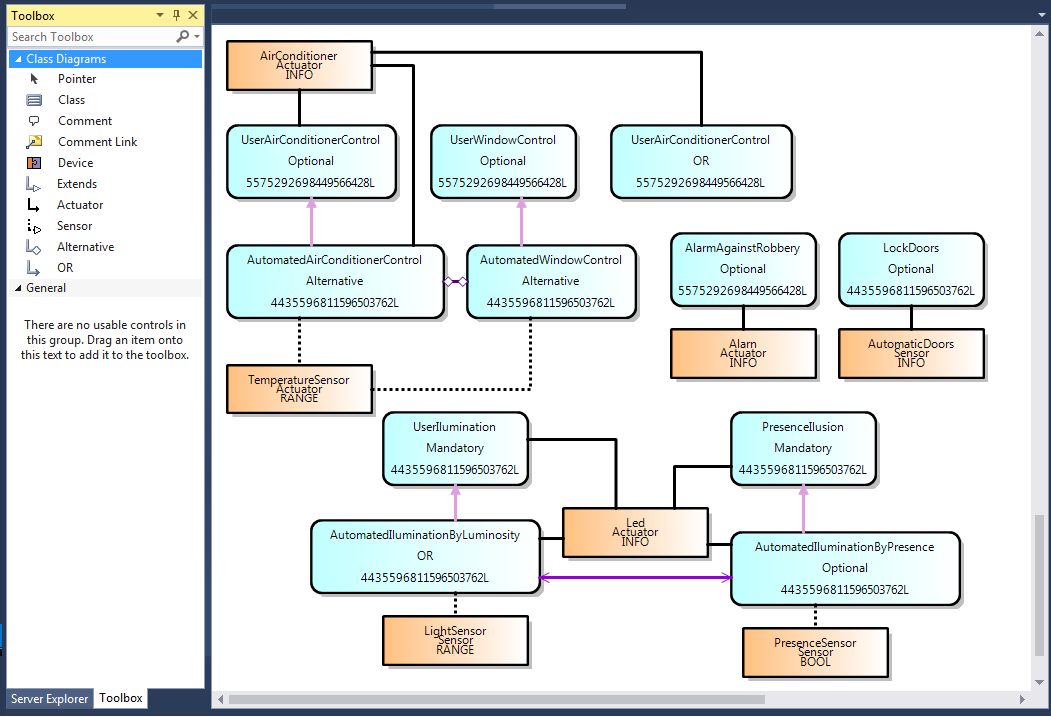 Toolbox
Search Toolbox
Class Diagrams
Pointer
Class
Comment
Comment Link
Device
Extends
Actuator
Sensor
Alternative
OR
General
There are no usable controls in
this group. Drag an item onto
this text to add it to the toolbox.
Server Explorer
Toolbox
AirConditioner
Actuator
INFO
UserAirConditionerControl
Optional
5575292698449566428L
UserWindowControl
Optional
5575292698449566428L
UserAirConditionerControl
OR
5575292698449566428L
AutomatedAirConditionerControl
Alternative
4435596811596503762L
AutomatedWindowControl
Alternative
4435596811596503762L
AlarmAgainstRobbery
Optional
5575292698449566428L
LockDoors
Optional
4435596811596503762L
Alarn
Actuator
INFO
AutomaticDoors
Sensor
INFO
TemperatureSensor
Actuator
RANGE
UserIlumination
Mandatory
4435596811596503762L
PresenceIlusion
Mandatory
4435596811596503762L
Led
Actuator
INFO
AutomatedIluminationByLuminosity
OR
4435596811596503762L
AutomatedIluminationByPresence
Optional
4435596811596503762L
LightSensor
Sensor
RANGE
PresenceSensor
Sensor
BOOL